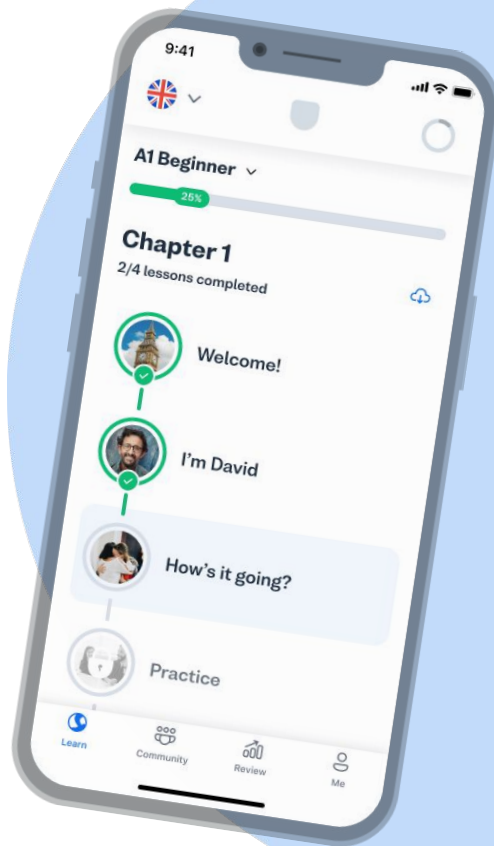 9:41
A1 Beginner
25%
Chapter 1
2/4 lessons completed
Welcome!
I'm David
How's it going?
Practice
Learn
Community
Review
Me